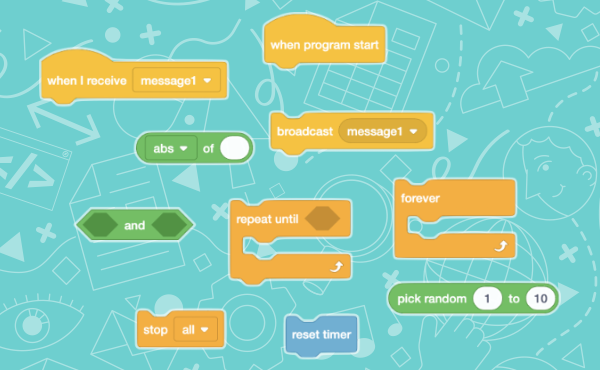 when program start
when I receive message1
broadcast message1
abs of
and
repeat until
forever
pick random 1 to 10
stop all
reset timer